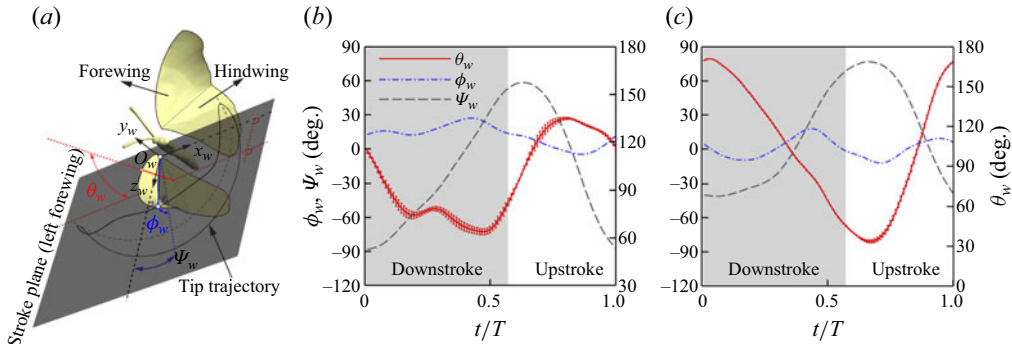 (a)
Forewing
Hindwing
y_w
x_w
O_w
z_w
θ_w
ϕ_w
Ψ_w
Tip trajectory
Stroke plane (left forewing)
(b)
90
60
30
0
−30
−60
−90
−120
ϕ_w, Ψ_w (deg.)
θ_w
ϕ_w
Ψ_w
Downstroke
Upstroke
180
150
120
90
60
30
0
0
0.5
1.0
t/T
(c)
90
60
30
0
−30
−60
−90
−120
Downstroke
Upstroke
180
150
120
90
60
30
0
θ_w (deg.)
0
0.5
1.0
t/T